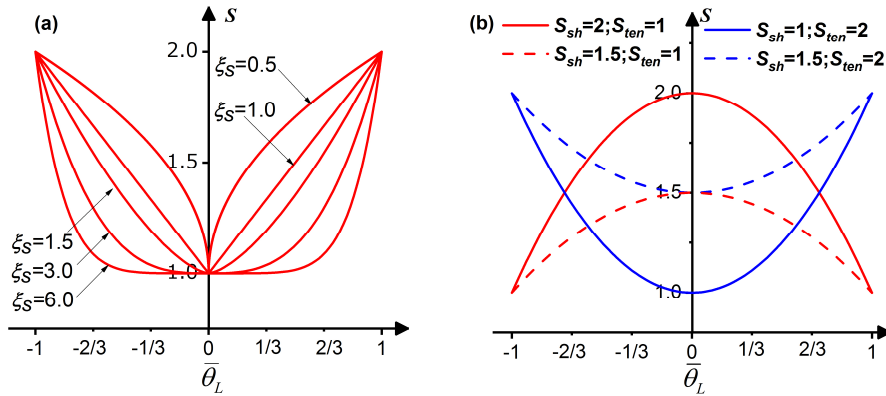 (a)
S
2.0
ξS=0.5
ξS=1.0
1.5
ξS=1.5
ξS=3.0
ξS=6.0
1.0
-1 -2/3 -1/3 0 1/3 2/3 1
θ̅L
(b)
S
Ssh=2;Sten=1 Ssh=1;Sten=2
Ssh=1.5;Sten=1 Ssh=1.5;Sten=2
2.0
1.5
1.0
-1 -2/3 -1/3 0 1/3 2/3 1
θ̅L